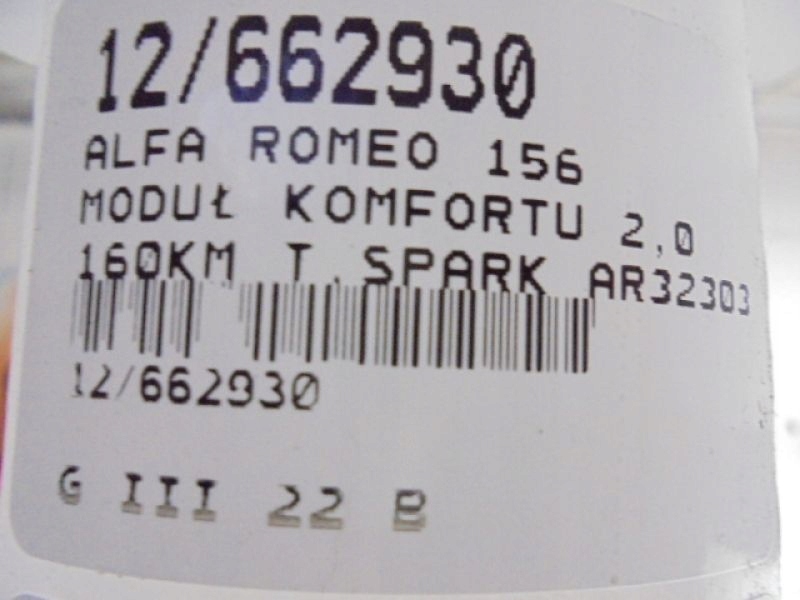 12/662930
ALFA ROMEO 156
MODUŁ KOMFORTU 2,0
160KM T.SPARK AR32303
12/662930
G III 22 B